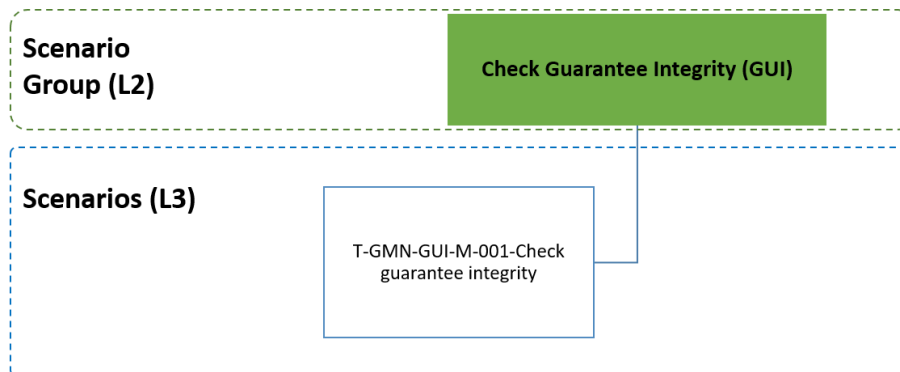 Scenario
Group (L2)
Check Guarantee Integrity (GUI)
Scenarios (L3)
T-GMN-GUI-M-001-Check
guarantee integrity